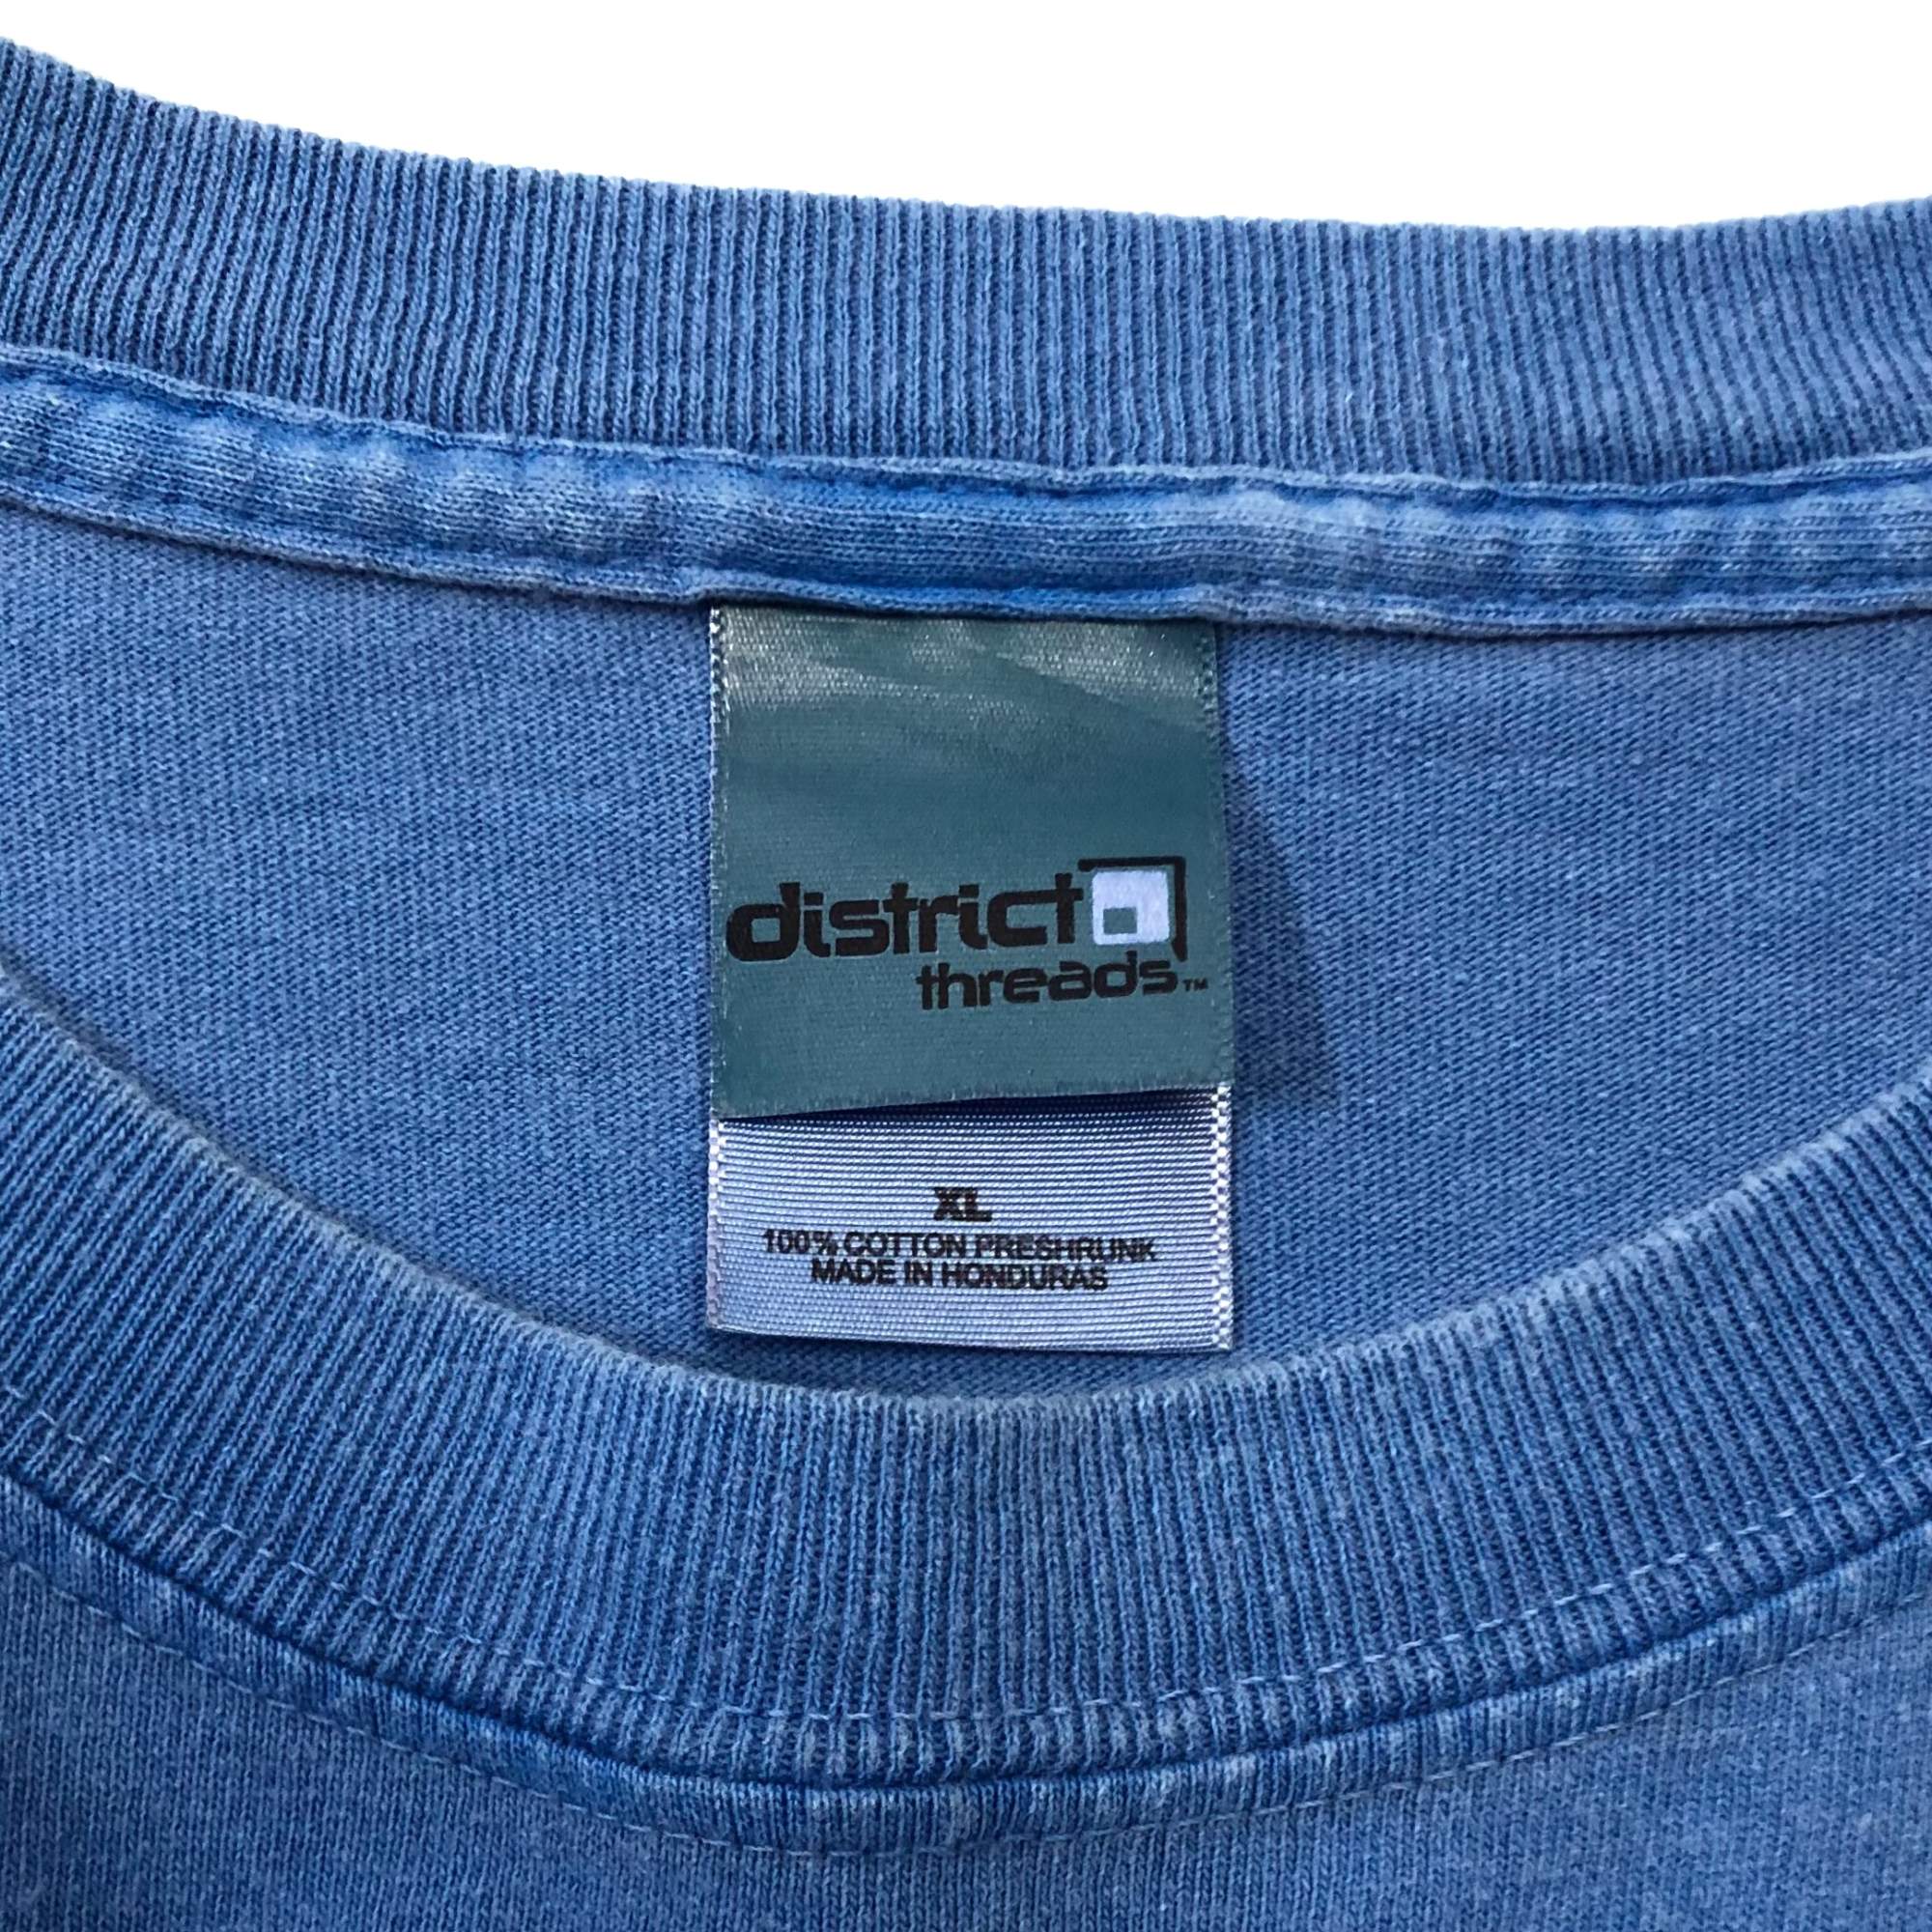 district
threads™
XL
100% COTTON PRESHRUNK
MADE IN HONDURAS